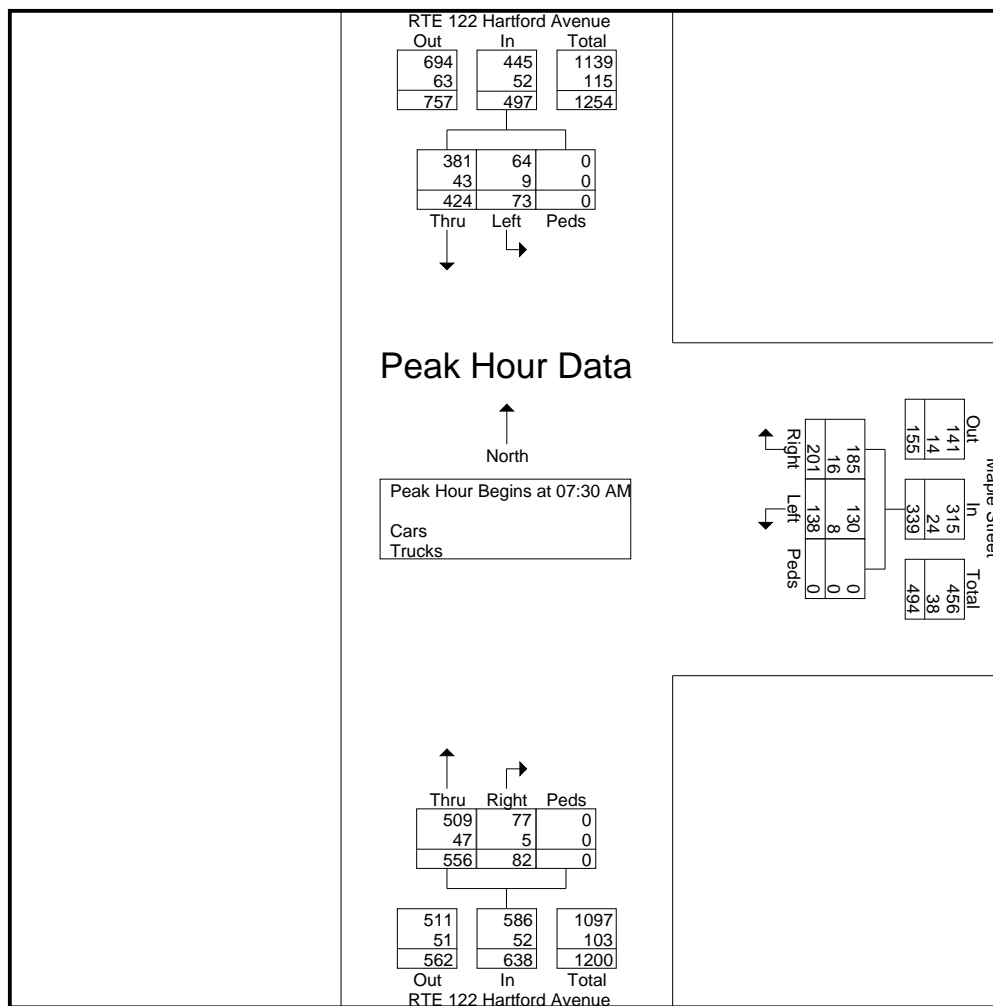 RTE 122 Hartford Avenue
Out In Total
694 445 1139
63 52 115
757 497 1254
381 64 0
43 9 0
424 73 0
Thru Left Peds
Peak Hour Data
North
Peak Hour Begins at 07:30 AM
Cars
Trucks
Maple Street
Out In Total
141 315 456
14 24 38
155 339 494
185 130 0
16 8 0
201 138 0
Right Left Peds
Thru Right Peds
509 77 0
47 5 0
556 82 0
511 586 1097
51 52 103
562 638 1200
Out In Total
RTE 122 Hartford Avenue